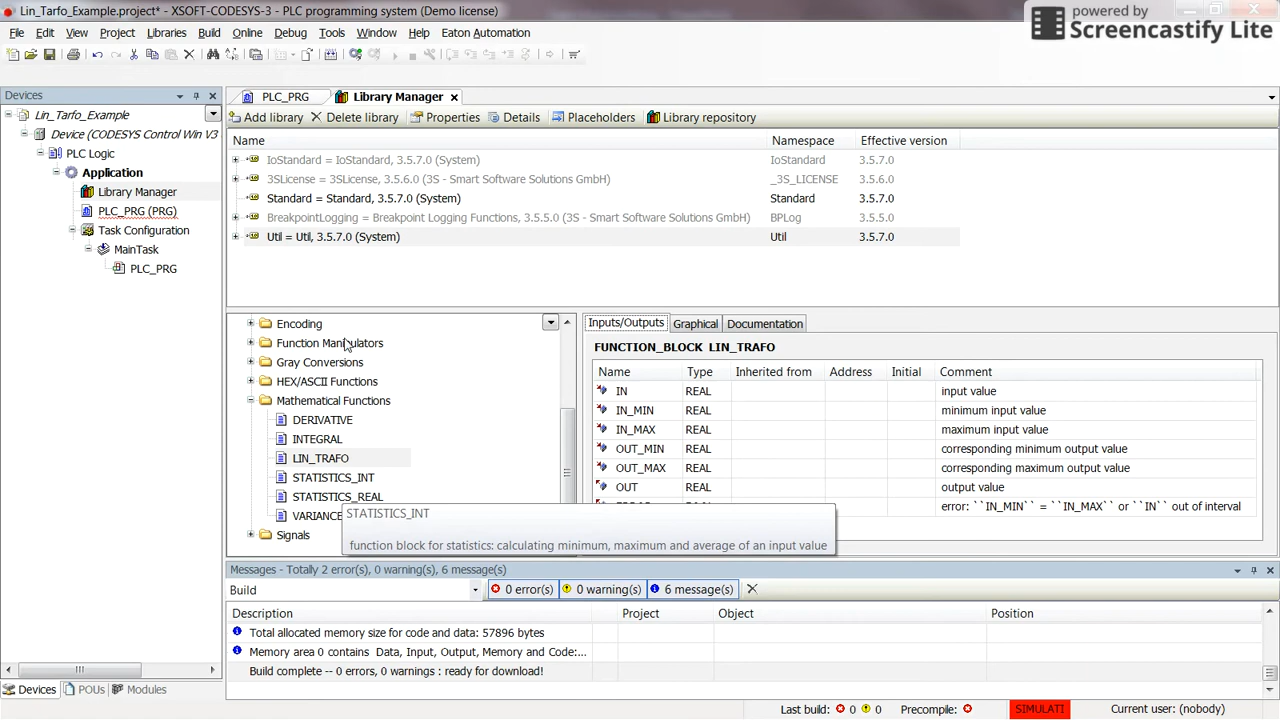 Lin_Tarfo_Example.project* - XSOFT-CODESYS-3 - PLC programming system (Demo license)
powered by
Screencastify Lite
File Edit View Project Libraries Build Online Debug Tools Window Help Eaton Automation
Devices
PLC_PRG Library Manager
Lin_Tarfo_Example
Device (CODESYS Control Win V3
PLC Logic
Application
Library Manager
PLC_PRG (PRG)
Task Configuration
MainTask
PLC_PRG
Add library Delete library Properties Details Placeholders Library repository
Name Namespace Effective version
IoStandard = IoStandard, 3.5.7.0 (System) IoStandard 3.5.7.0
3SLicense = 3SLicense, 3.5.6.0 (3S - Smart Software Solutions GmbH) _3S_LICENSE 3.5.6.0
Standard = Standard, 3.5.7.0 (System) Standard 3.5.7.0
BreakpointLogging = Breakpoint Logging Functions, 3.5.5.0 (3S - Smart Software Solutions GmbH) BPLog 3.5.5.0
Util = Util, 3.5.7.0 (System) Util 3.5.7.0
Encoding
Function Manipulators
Gray Conversions
HEX/ASCII Functions
Mathematical Functions
DERIVATIVE
INTEGRAL
LIN_TRAFO
STATISTICS_INT
STATISTICS_REAL
VARIANCE
Signals
STATISTICS_INT
function block for statistics: calculating minimum, maximum and average of an input value
Inputs/Outputs Graphical Documentation
FUNCTION_BLOCK LIN_TRAFO
Name Type Inherited from Address Initial Comment
IN REAL input value
IN_MIN REAL minimum input value
IN_MAX REAL maximum input value
OUT_MIN REAL corresponding minimum output value
OUT_MAX REAL corresponding maximum output value
OUT REAL output value
error: ``IN_MIN`` = ``IN_MAX`` or ``IN`` out of interval
Messages - Totally 2 error(s), 0 warning(s), 6 message(s)
Build 0 error(s) 0 warning(s) 6 message(s)
Description Project Object Position
Total allocated memory size for code and data: 57896 bytes
Memory area 0 contains Data, Input, Output, Memory and Code:...
Build complete -- 0 errors, 0 warnings : ready for download!
Devices POUs Modules
Last build: 0 0 Precompile: SIMULATI Current user: (nobody)